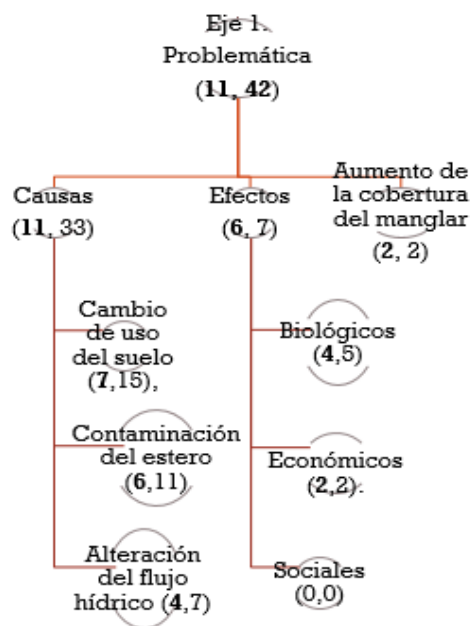 Eje 1.
Problemática
(11, 42)
Causas
(11, 33)
Efectos
(6, 7)
Aumento de
la cobertura
del manglar
(2, 2)
Cambio
de uso
del suelo
(7,15),
Contaminación
del estero
(6,11)
Alteración
del flujo
hídrico (4,7)
Biológicos
(4,5)
Económicos
(2,2).
Sociales
(0,0)